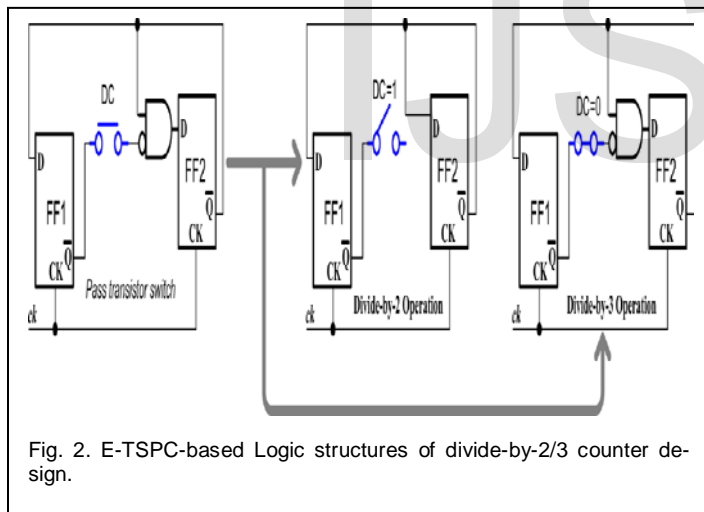 IJS
DC
D
FF1
CK
Q
D
FF2
Q
CK
Pass transistor switch
ck
DC=1
D
FF1
CK
Q
D
FF2
Q
CK
Divide-by-2 Operation
ck
DC=0
D
FF1
CK
Q
D
FF2
Q
CK
Divide-by-3 Operation
ck
Fig. 2. E-TSPC-based Logic structures of divide-by-2/3 counter de-
sign.